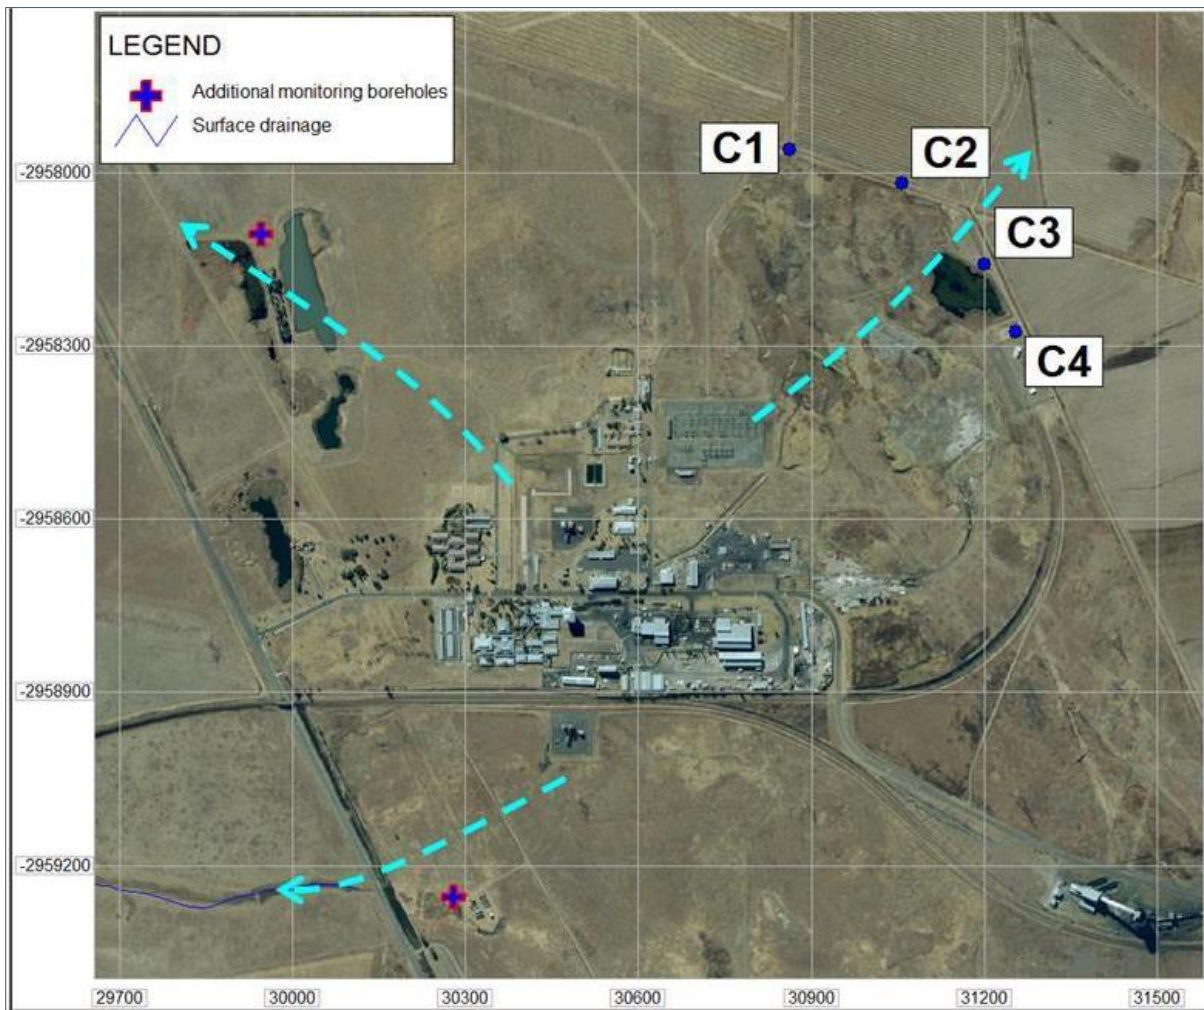 LEGEND
Additional monitoring boreholes
Surface drainage
C1
C2
C3
C4
-2958000
-2958300
-2958600
-2958900
-2959200
29700
30000
30300
30600
30900
31200
31500